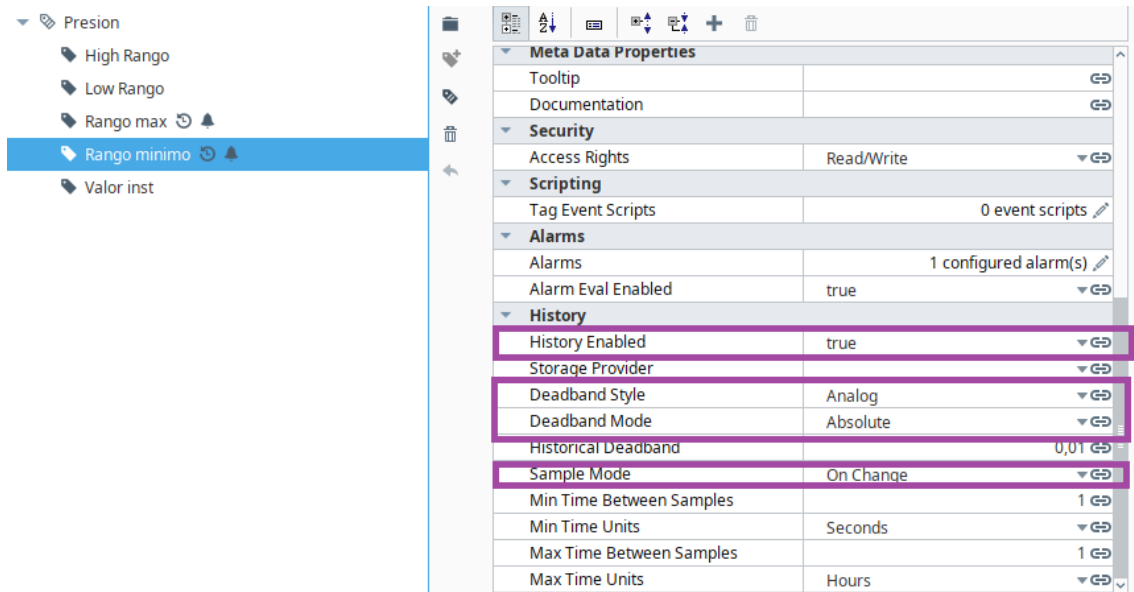 Presion
High Rango
Low Rango
Rango max
Rango minimo
Valor inst
Meta Data Properties
Tooltip
Documentation
Security
Access Rights Read/Write
Scripting
Tag Event Scripts 0 event scripts
Alarms
Alarms 1 configured alarm(s)
Alarm Eval Enabled true
History
History Enabled true
Storage Provider
Deadband Style Analog
Deadband Mode Absolute
Historical Deadband 0,01
Sample Mode On Change
Min Time Between Samples 1
Min Time Units Seconds
Max Time Between Samples 1
Max Time Units Hours